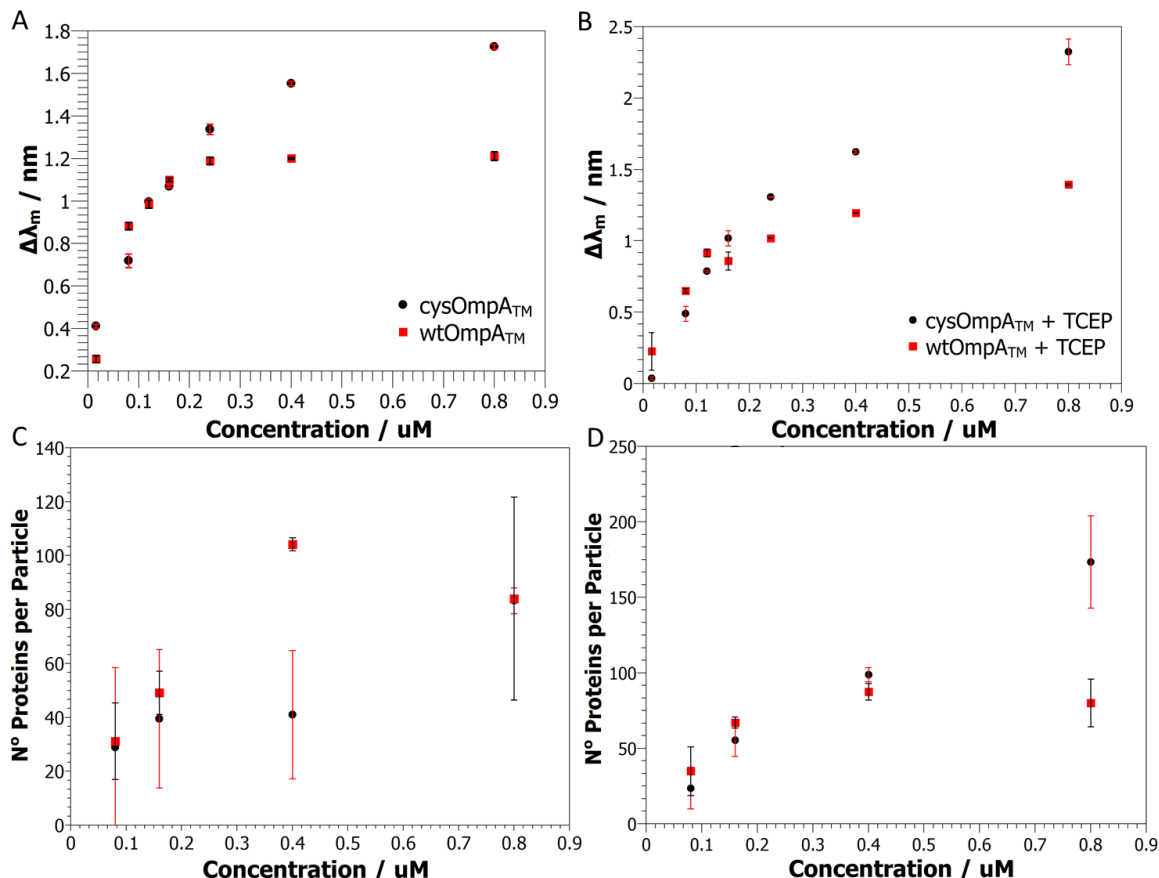 A
1.8
1.6
1.4
1.2
1
0.8
0.6
0.4
0.2
Δλm / nm
cysOmpATM
wtOmpATM
0 0.1 0.2 0.3 0.4 0.5 0.6 0.7 0.8 0.9
Concentration / uM
B
2.5
2
1.5
1
0.5
0
Δλm / nm
cysOmpATM + TCEP
wtOmpATM + TCEP
0 0.1 0.2 0.3 0.4 0.5 0.6 0.7 0.8 0.9
Concentration / uM
C
140
120
100
80
60
40
20
0
Nº Proteins per Particle
0.1 0.2 0.3 0.4 0.5 0.6 0.7 0.8 0.9
Concentration / uM
D
250
200
150
100
50
0
Nº Proteins per Particle
0.1 0.2 0.3 0.4 0.5 0.6 0.7 0.8 0.9
Concentration / uM